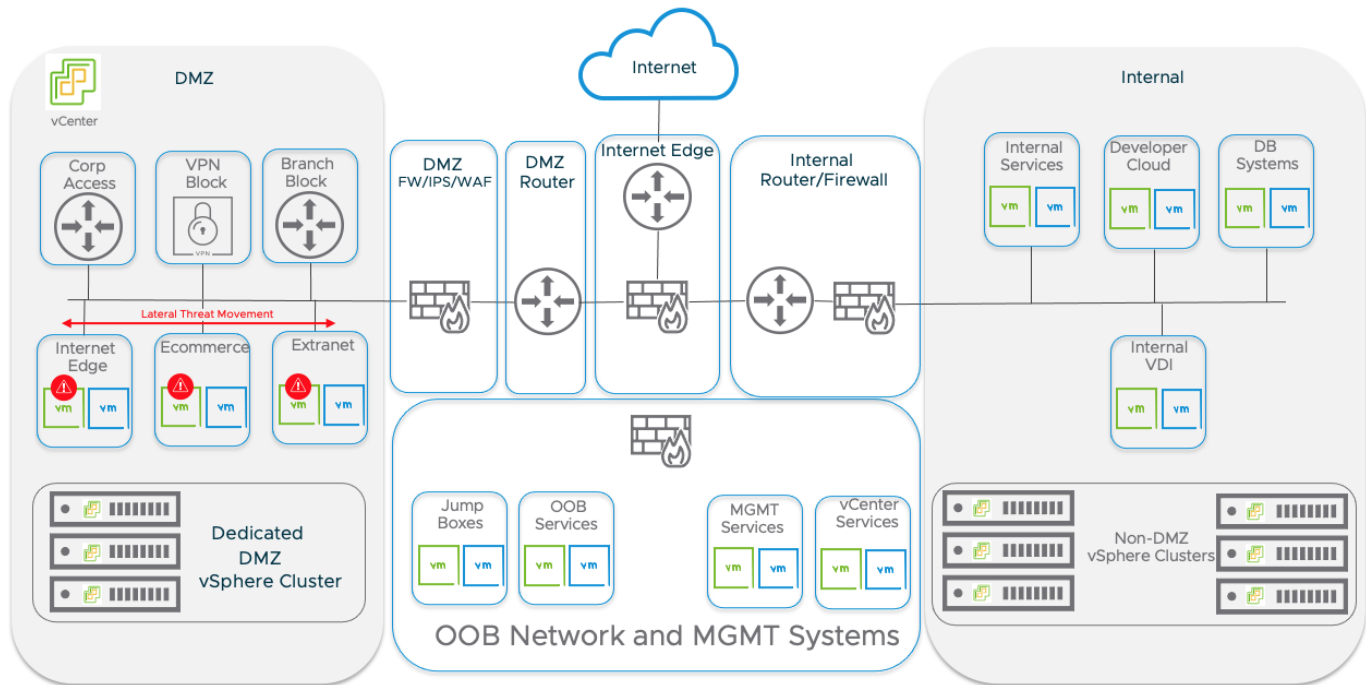 Internet
DMZ
vCenter
Corp
Access
VPN
Block
VPN
Branch
Block
Lateral Threat Movement
Internet
Edge
vm
vm
Ecommerce
vm
vm
Extranet
vm
vm
Dedicated
DMZ
vSphere Cluster
DMZ
FW/IPS/WAF
DMZ
Router
Internet Edge
Internal
Router/Firewall
Jump
Boxes
vm
vm
OOB
Services
vm
vm
MGMT
Services
vm
vm
vCenter
Services
vm
vm
OOB Network and MGMT Systems
Internal
Internal
Services
vm
vm
Developer
Cloud
vm
vm
DB
Systems
vm
vm
Internal
VDI
vm
vm
Non-DMZ
vSphere Clusters